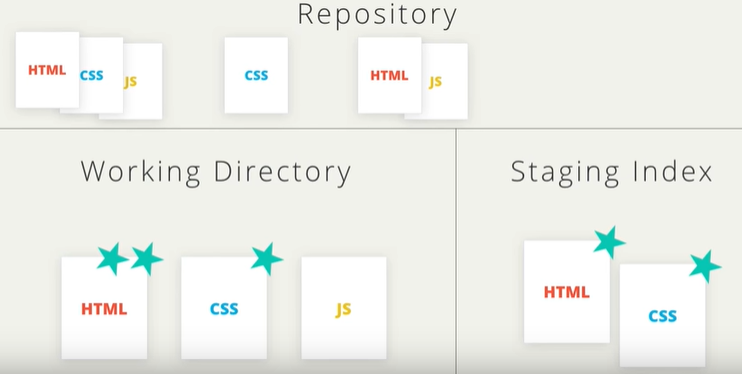 Repository
HTML
CSS
JS
CSS
HTML
JS
Working Directory
HTML
CSS
JS
Staging Index
HTML
CSS